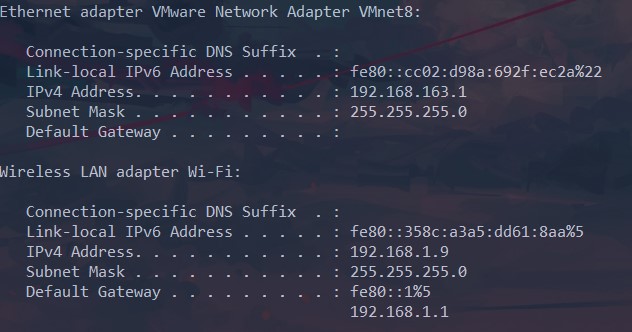 Ethernet adapter VMware Network Adapter VMnet8:
Connection-specific DNS Suffix  . :
Link-local IPv6 Address . . . . . : fe80::cc02:d98a:692f:ec2a%22
IPv4 Address. . . . . . . . . . . : 192.168.163.1
Subnet Mask . . . . . . . . . . . : 255.255.255.0
Default Gateway . . . . . . . . . :
Wireless LAN adapter Wi-Fi:
Connection-specific DNS Suffix  . :
Link-local IPv6 Address . . . . . : fe80::358c:a3a5:dd61:8aa%5
IPv4 Address. . . . . . . . . . . : 192.168.1.9
Subnet Mask . . . . . . . . . . . : 255.255.255.0
Default Gateway . . . . . . . . . : fe80::1%5
192.168.1.1